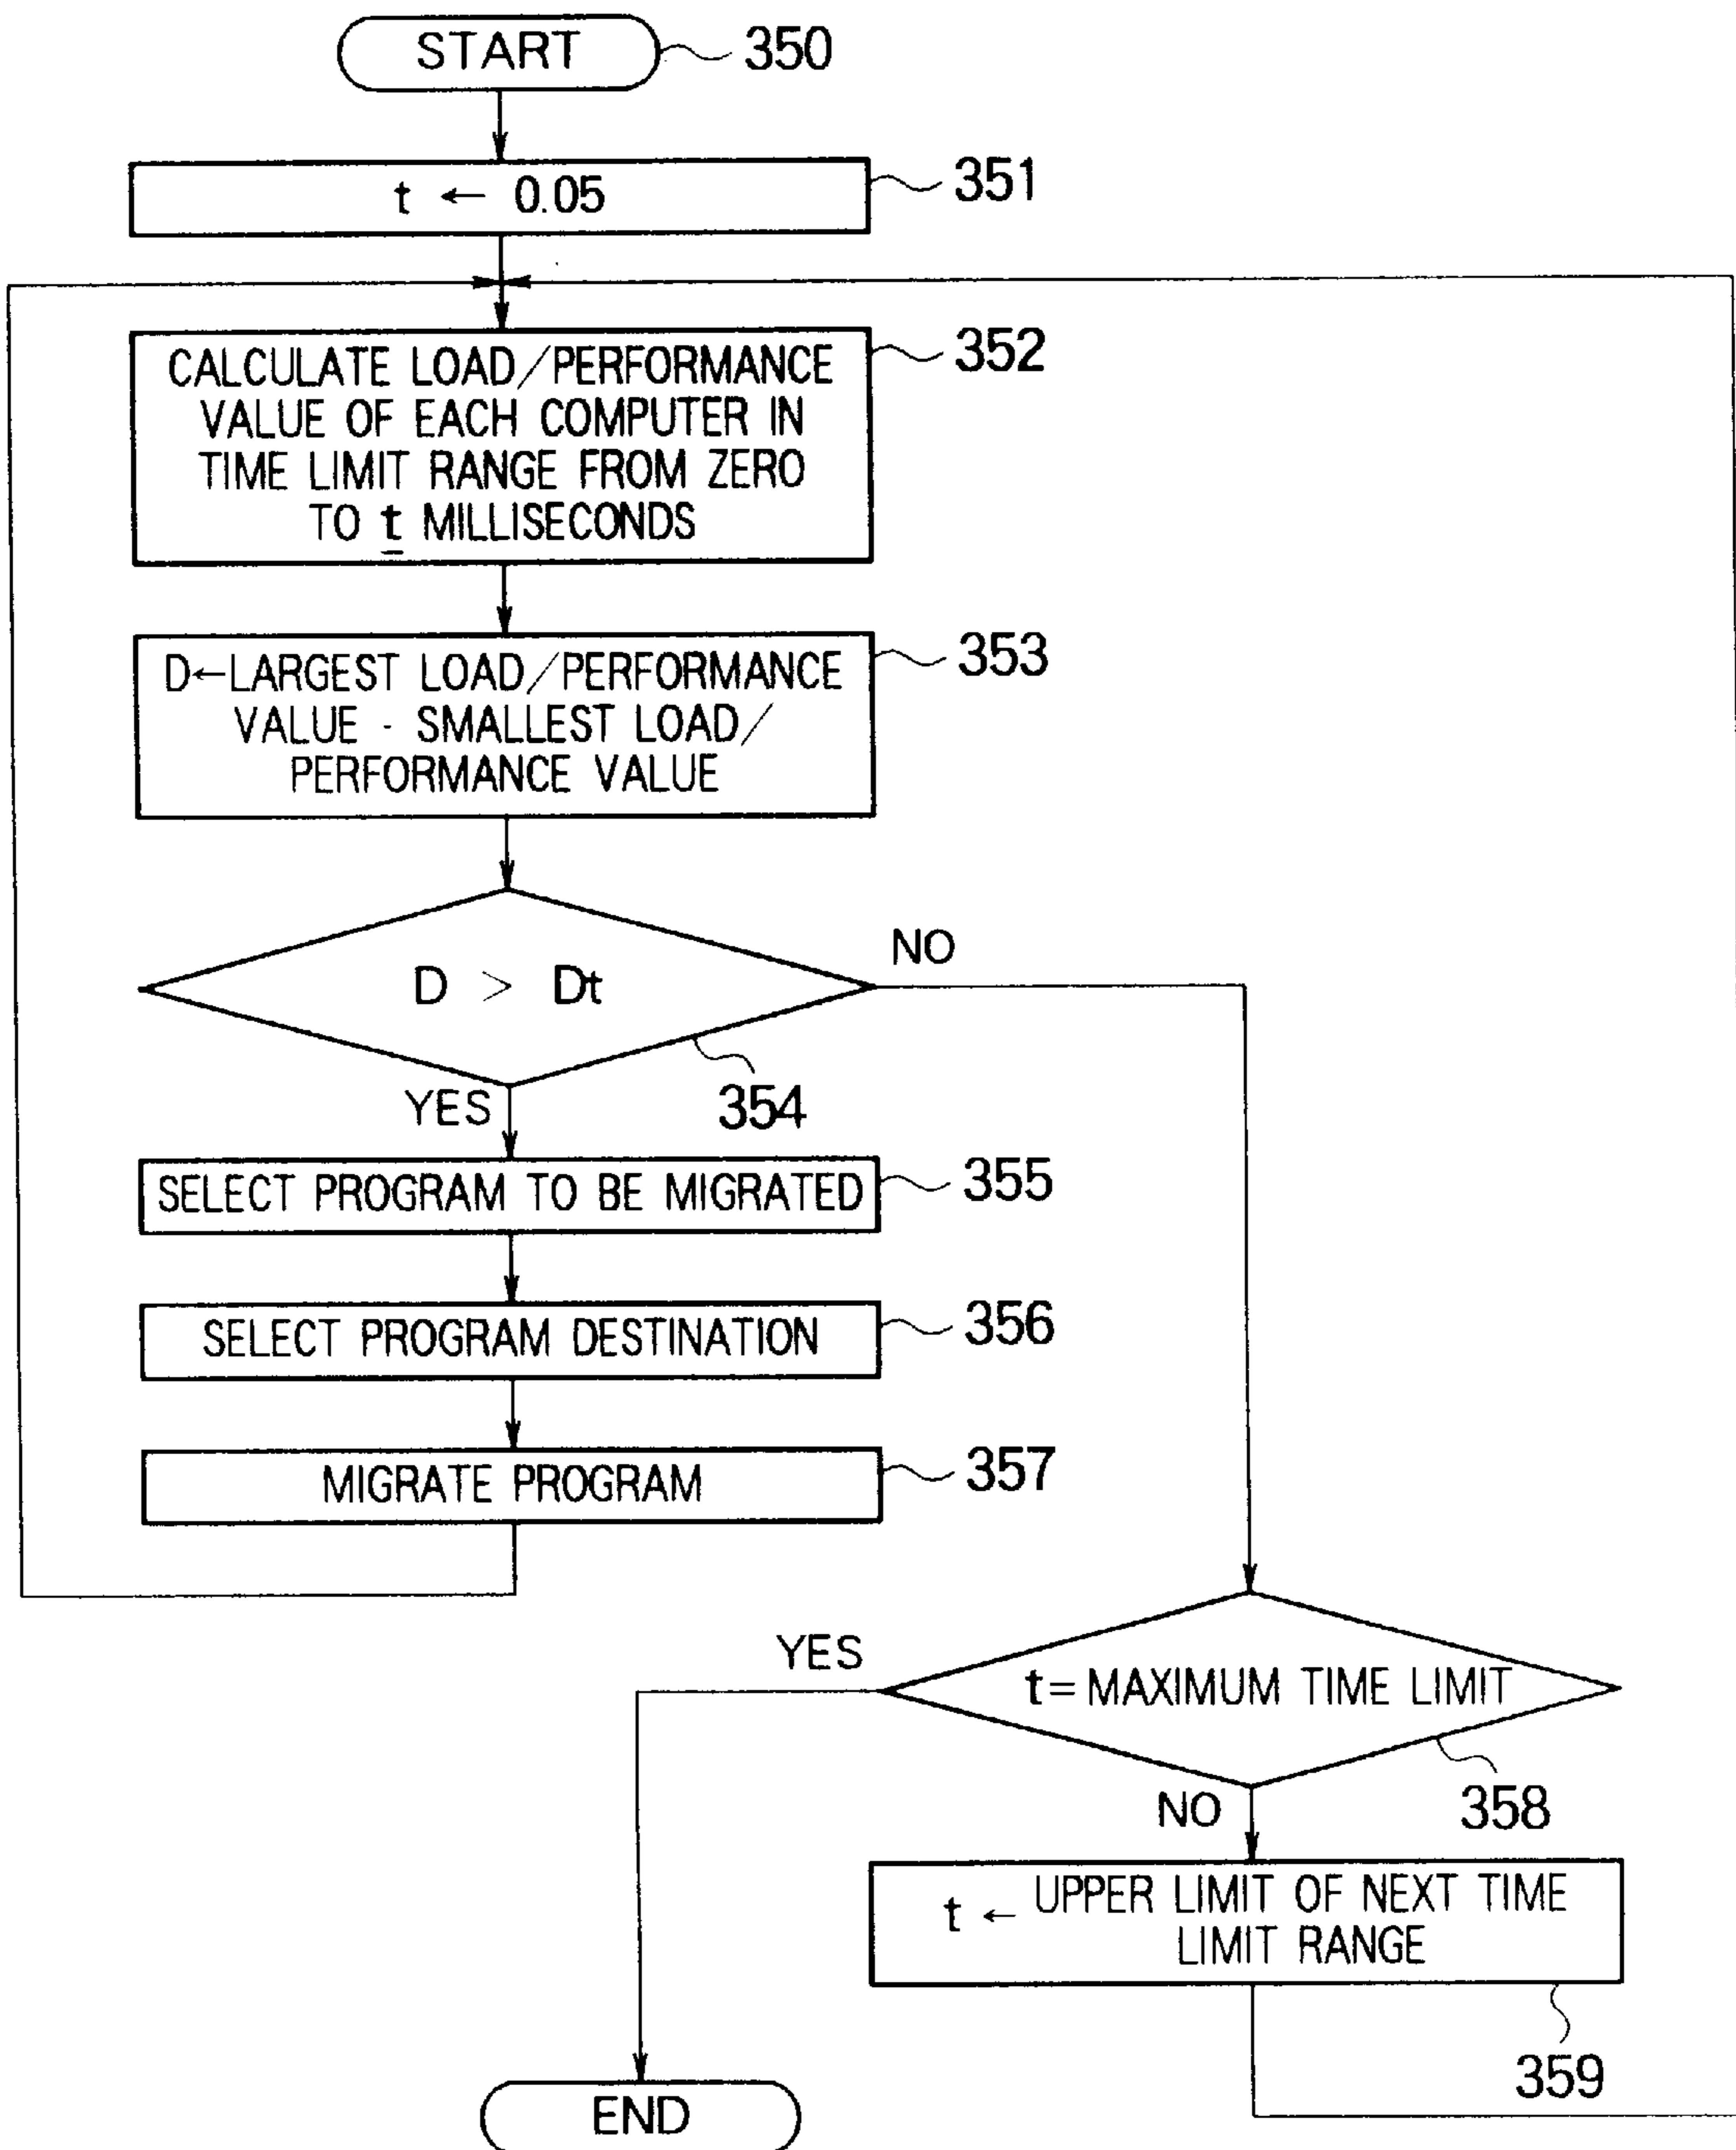 START
350
t ← 0.05
351
CALCULATE LOAD/PERFORMANCE
VALUE OF EACH COMPUTER IN
TIME LIMIT RANGE FROM ZERO
TO t MILLISECONDS
352
D←LARGEST LOAD/PERFORMANCE
VALUE - SMALLEST LOAD/
PERFORMANCE VALUE
353
D > Dt
NO
YES
354
SELECT PROGRAM TO BE MIGRATED
355
SELECT PROGRAM DESTINATION
356
MIGRATE PROGRAM
357
YES
t=MAXIMUM TIME LIMIT
NO
358
t ← UPPER LIMIT OF NEXT TIME
LIMIT RANGE
359
END